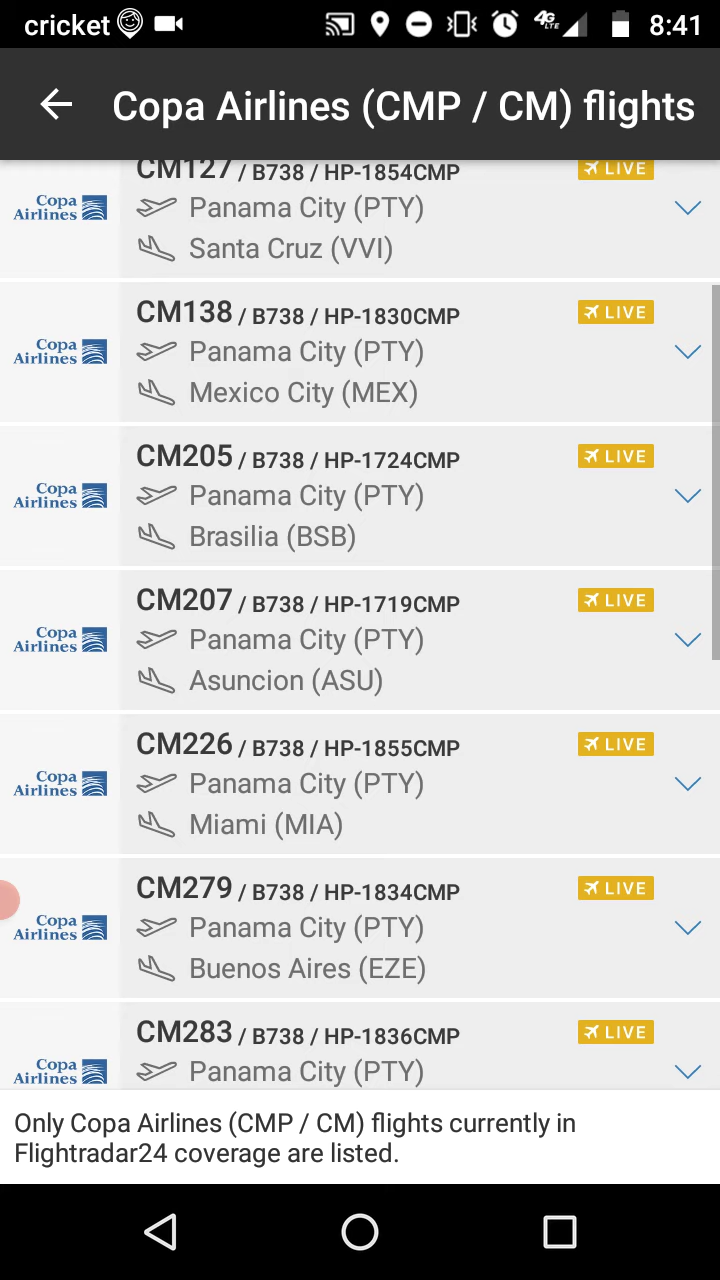 cricket 4G LTE 8:41
Copa Airlines (CMP / CM) flights
CM127 / B738 / HP-1854CMP LIVE
Copa Airlines
Panama City (PTY)
Santa Cruz (VVI)
CM138 / B738 / HP-1830CMP LIVE
Copa Airlines
Panama City (PTY)
Mexico City (MEX)
CM205 / B738 / HP-1724CMP LIVE
Copa Airlines
Panama City (PTY)
Brasilia (BSB)
CM207 / B738 / HP-1719CMP LIVE
Copa Airlines
Panama City (PTY)
Asuncion (ASU)
CM226 / B738 / HP-1855CMP LIVE
Copa Airlines
Panama City (PTY)
Miami (MIA)
CM279 / B738 / HP-1834CMP LIVE
Copa Airlines
Panama City (PTY)
Buenos Aires (EZE)
CM283 / B738 / HP-1836CMP LIVE
Copa Airlines
Panama City (PTY)
Only Copa Airlines (CMP / CM) flights currently in
Flightradar24 coverage are listed.